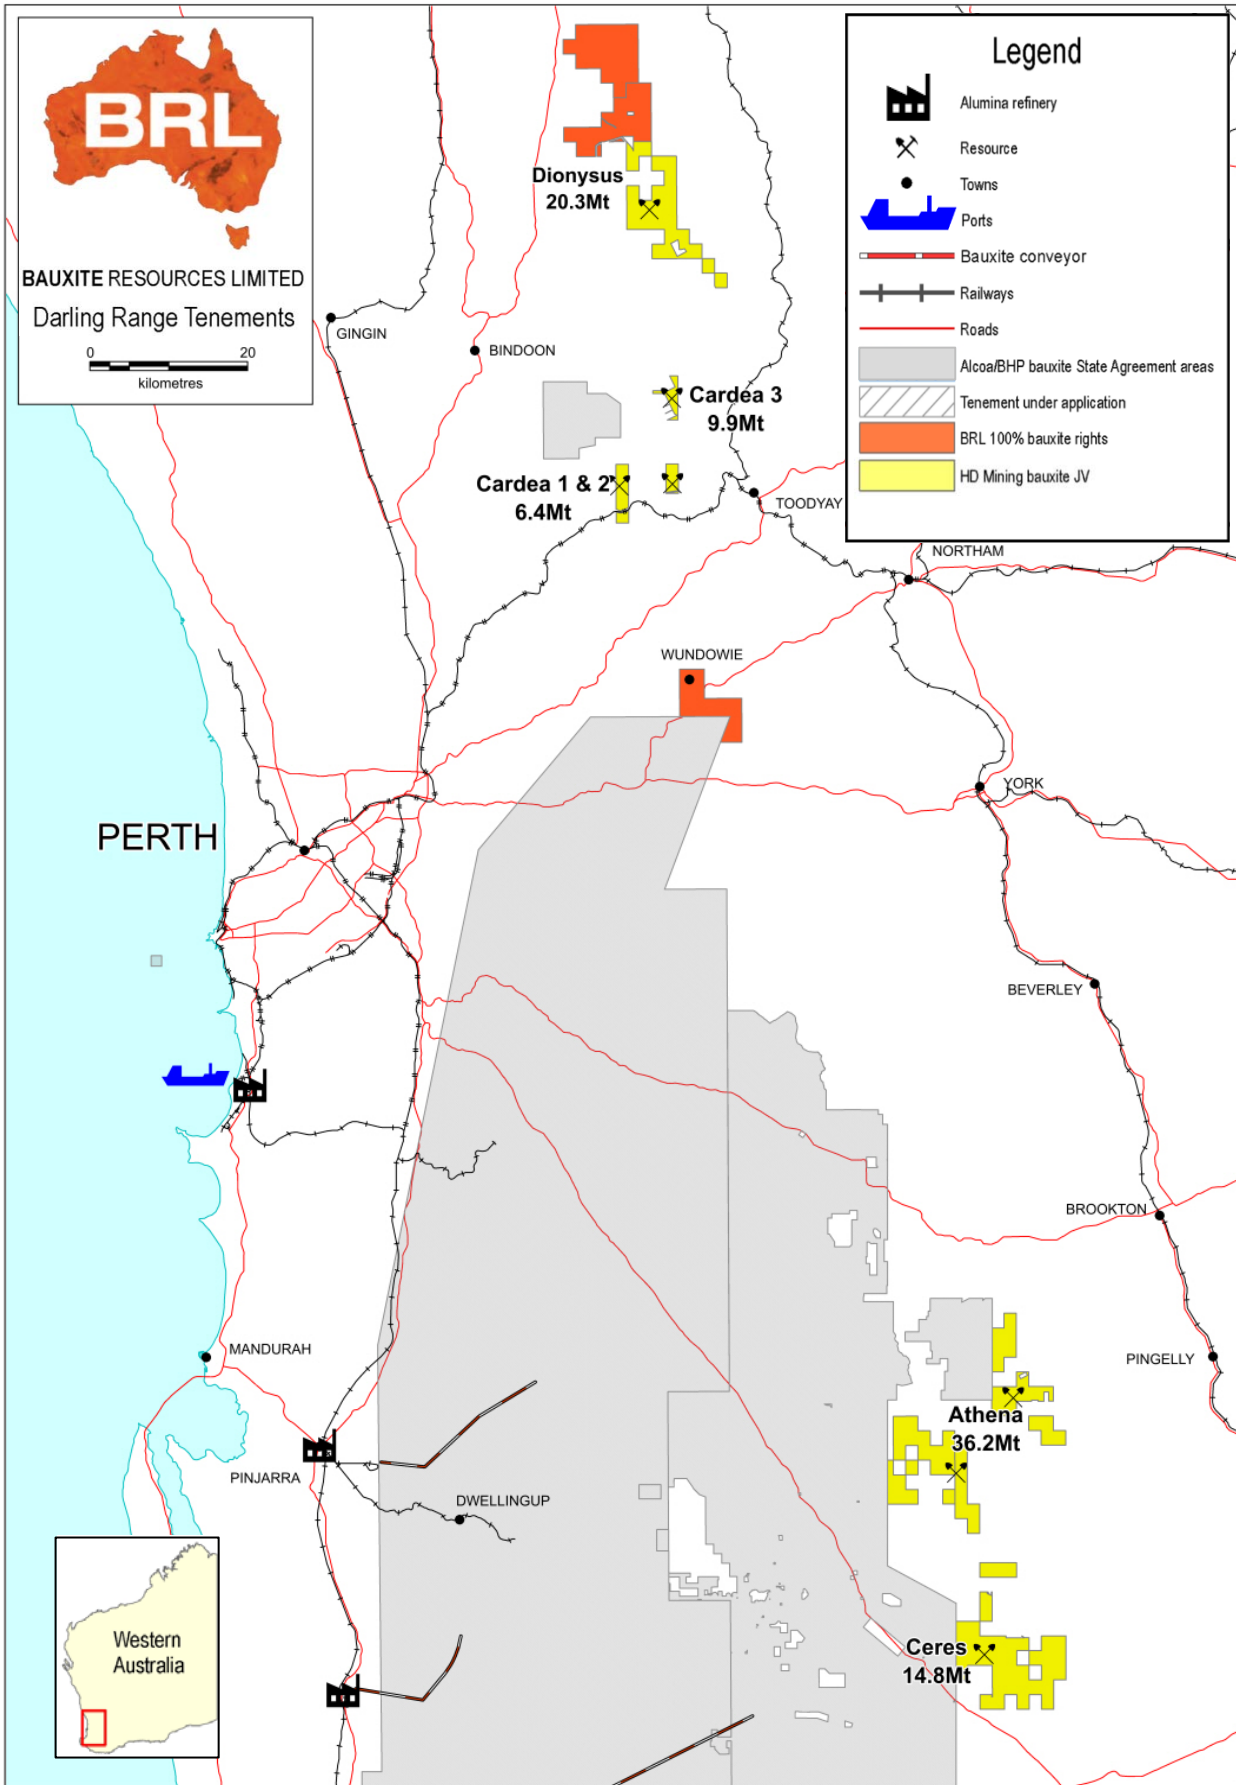 BRL
BAUXITE RESOURCES LIMITED
Darling Range Tenements
0 20
kilometres
Legend
Alumina refinery
Resource
Towns
Ports
Bauxite conveyor
Railways
Roads
Alcoa/BHP bauxite State Agreement areas
Tenement under application
BRL 100% bauxite rights
HD Mining bauxite JV
Dionysus
20.3Mt
GINGIN
BINDOON
Cardea 3
9.9Mt
Cardea 1 & 2
6.4Mt
TOODYAY
NORTHAM
WUNDOWIE
YORK
PERTH
BEVERLEY
BROOKTON
MANDURAH
PINGELLY
Athena
36.2Mt
PINJARRA
DWELLINGUP
Western
Australia
Ceres
14.8Mt